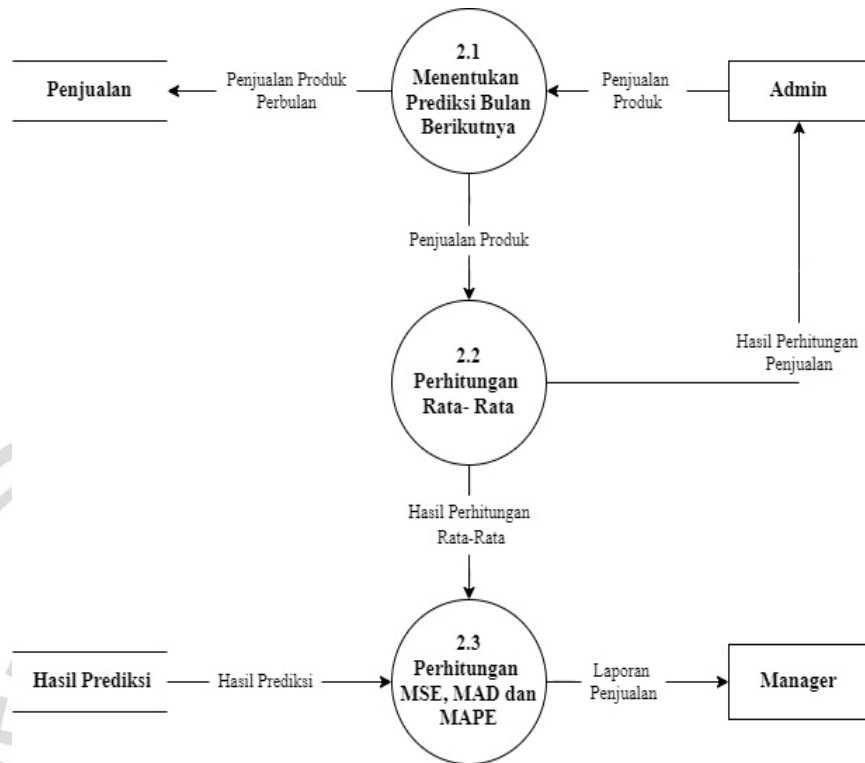 2.1
Menentukan
Prediksi Bulan
Berikutnya
Penjualan
Penjualan Produk
Perbulan
Penjualan
Produk
Admin
Penjualan Produk
2.2
Perhitungan
Rata- Rata
Hasil Perhitungan
Penjualan
Hasil Perhitungan
Rata-Rata
2.3
Perhitungan
MSE, MAD dan
MAPE
Hasil Prediksi
Hasil Prediksi
Laporan
Penjualan
Manager